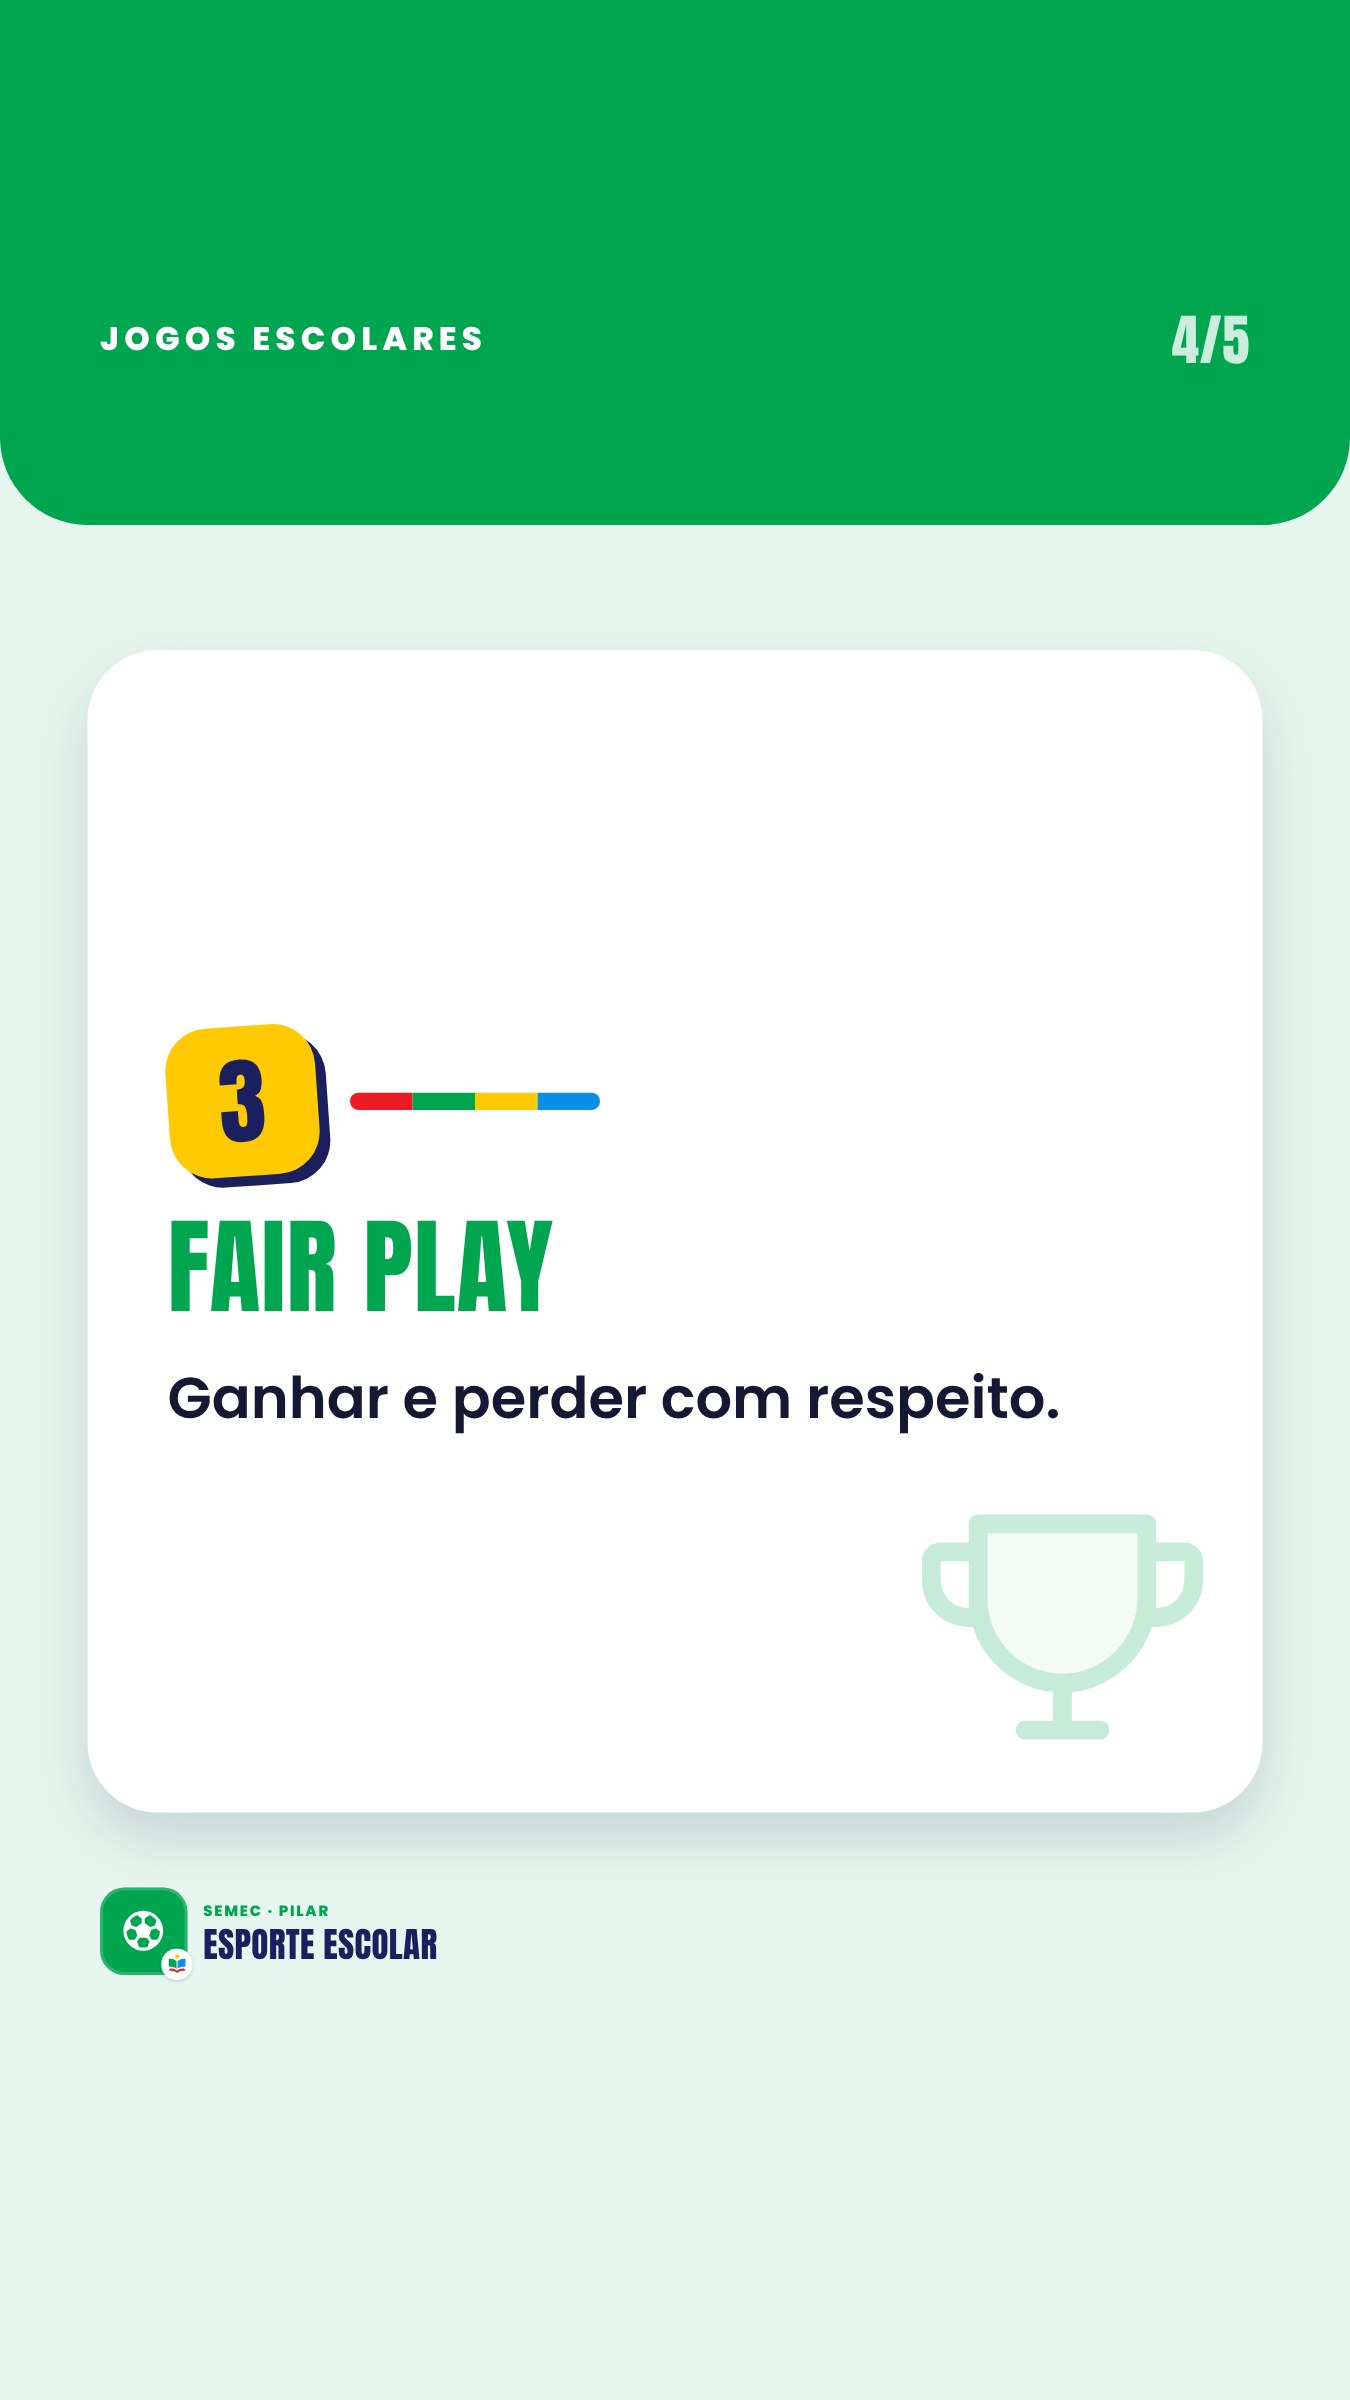 JOGOS ESCOLARES
4/5
3
FAIR PLAY
Ganhar e perder com respeito.
SEMEC · PILAR
ESPORTE ESCOLAR